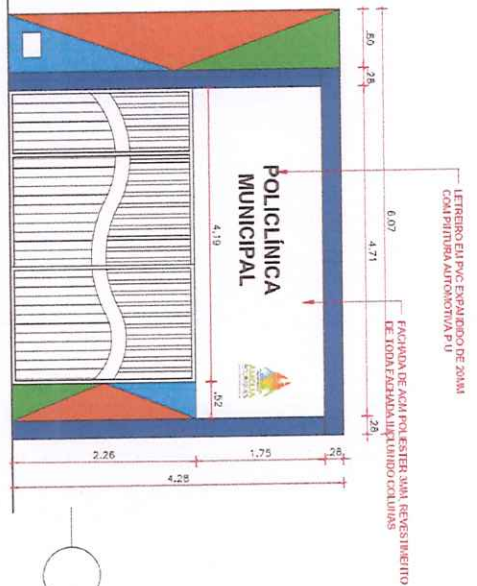 LETREIRO EM PVC EXPANDIDO DE 20MM
COM PINTURA AUTOMOTIVA P.U
FACHADA DE ACM POLIESTER 3MM, REVESTIMENTO
DE TODA FACHADA INCLUINDO COLUNAS
6.07
.80
.28
4.71
.28
POLICLÍNICA
MUNICIPAL
4.19
.52
.28
1.75
2.26
4.28